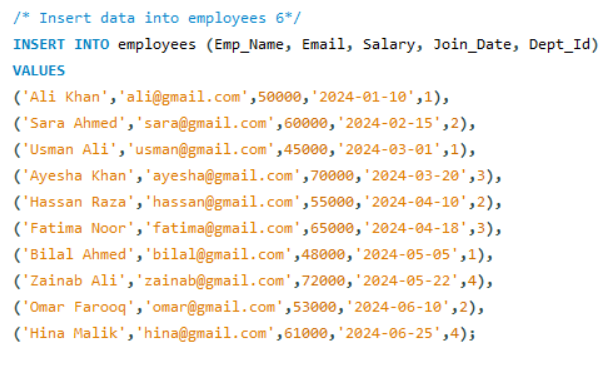 /* Insert data into employees 6*/
INSERT INTO employees (Emp_Name, Email, Salary, Join_Date, Dept_Id)
VALUES
('Ali Khan','ali@gmail.com',50000,'2024-01-10',1),
('Sara Ahmed','sara@gmail.com',60000,'2024-02-15',2),
('Usman Ali','usman@gmail.com',45000,'2024-03-01',1),
('Ayesha Khan','ayesha@gmail.com',70000,'2024-03-20',3),
('Hassan Raza','hassan@gmail.com',55000,'2024-04-10',2),
('Fatima Noor','fatima@gmail.com',65000,'2024-04-18',3),
('Bilal Ahmed','bilal@gmail.com',48000,'2024-05-05',1),
('Zainab Ali','zainab@gmail.com',72000,'2024-05-22',4),
('Omar Farooq','omar@gmail.com',53000,'2024-06-10',2),
('Hina Malik','hina@gmail.com',61000,'2024-06-25',4);